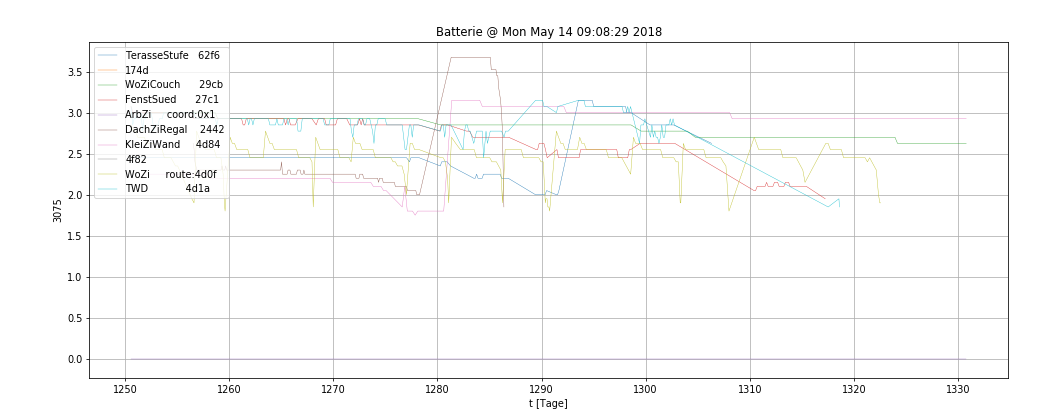 Batterie @ Mon May 14 09:08:29 2018
TerasseStufe 62f6
174d
WoZiCouch 29cb
FenstSued 27c1
ArbZi coord:0x1
DachZiRegal 2442
KleiZiWand 4d84
4f82
WoZi route:4d0f
TWD 4d1a
3.5
3.0
2.5
2.0
1.5
1.0
0.5
0.0
3075
1250 1260 1270 1280 1290 1300 1310 1320 1330
t [Tage]